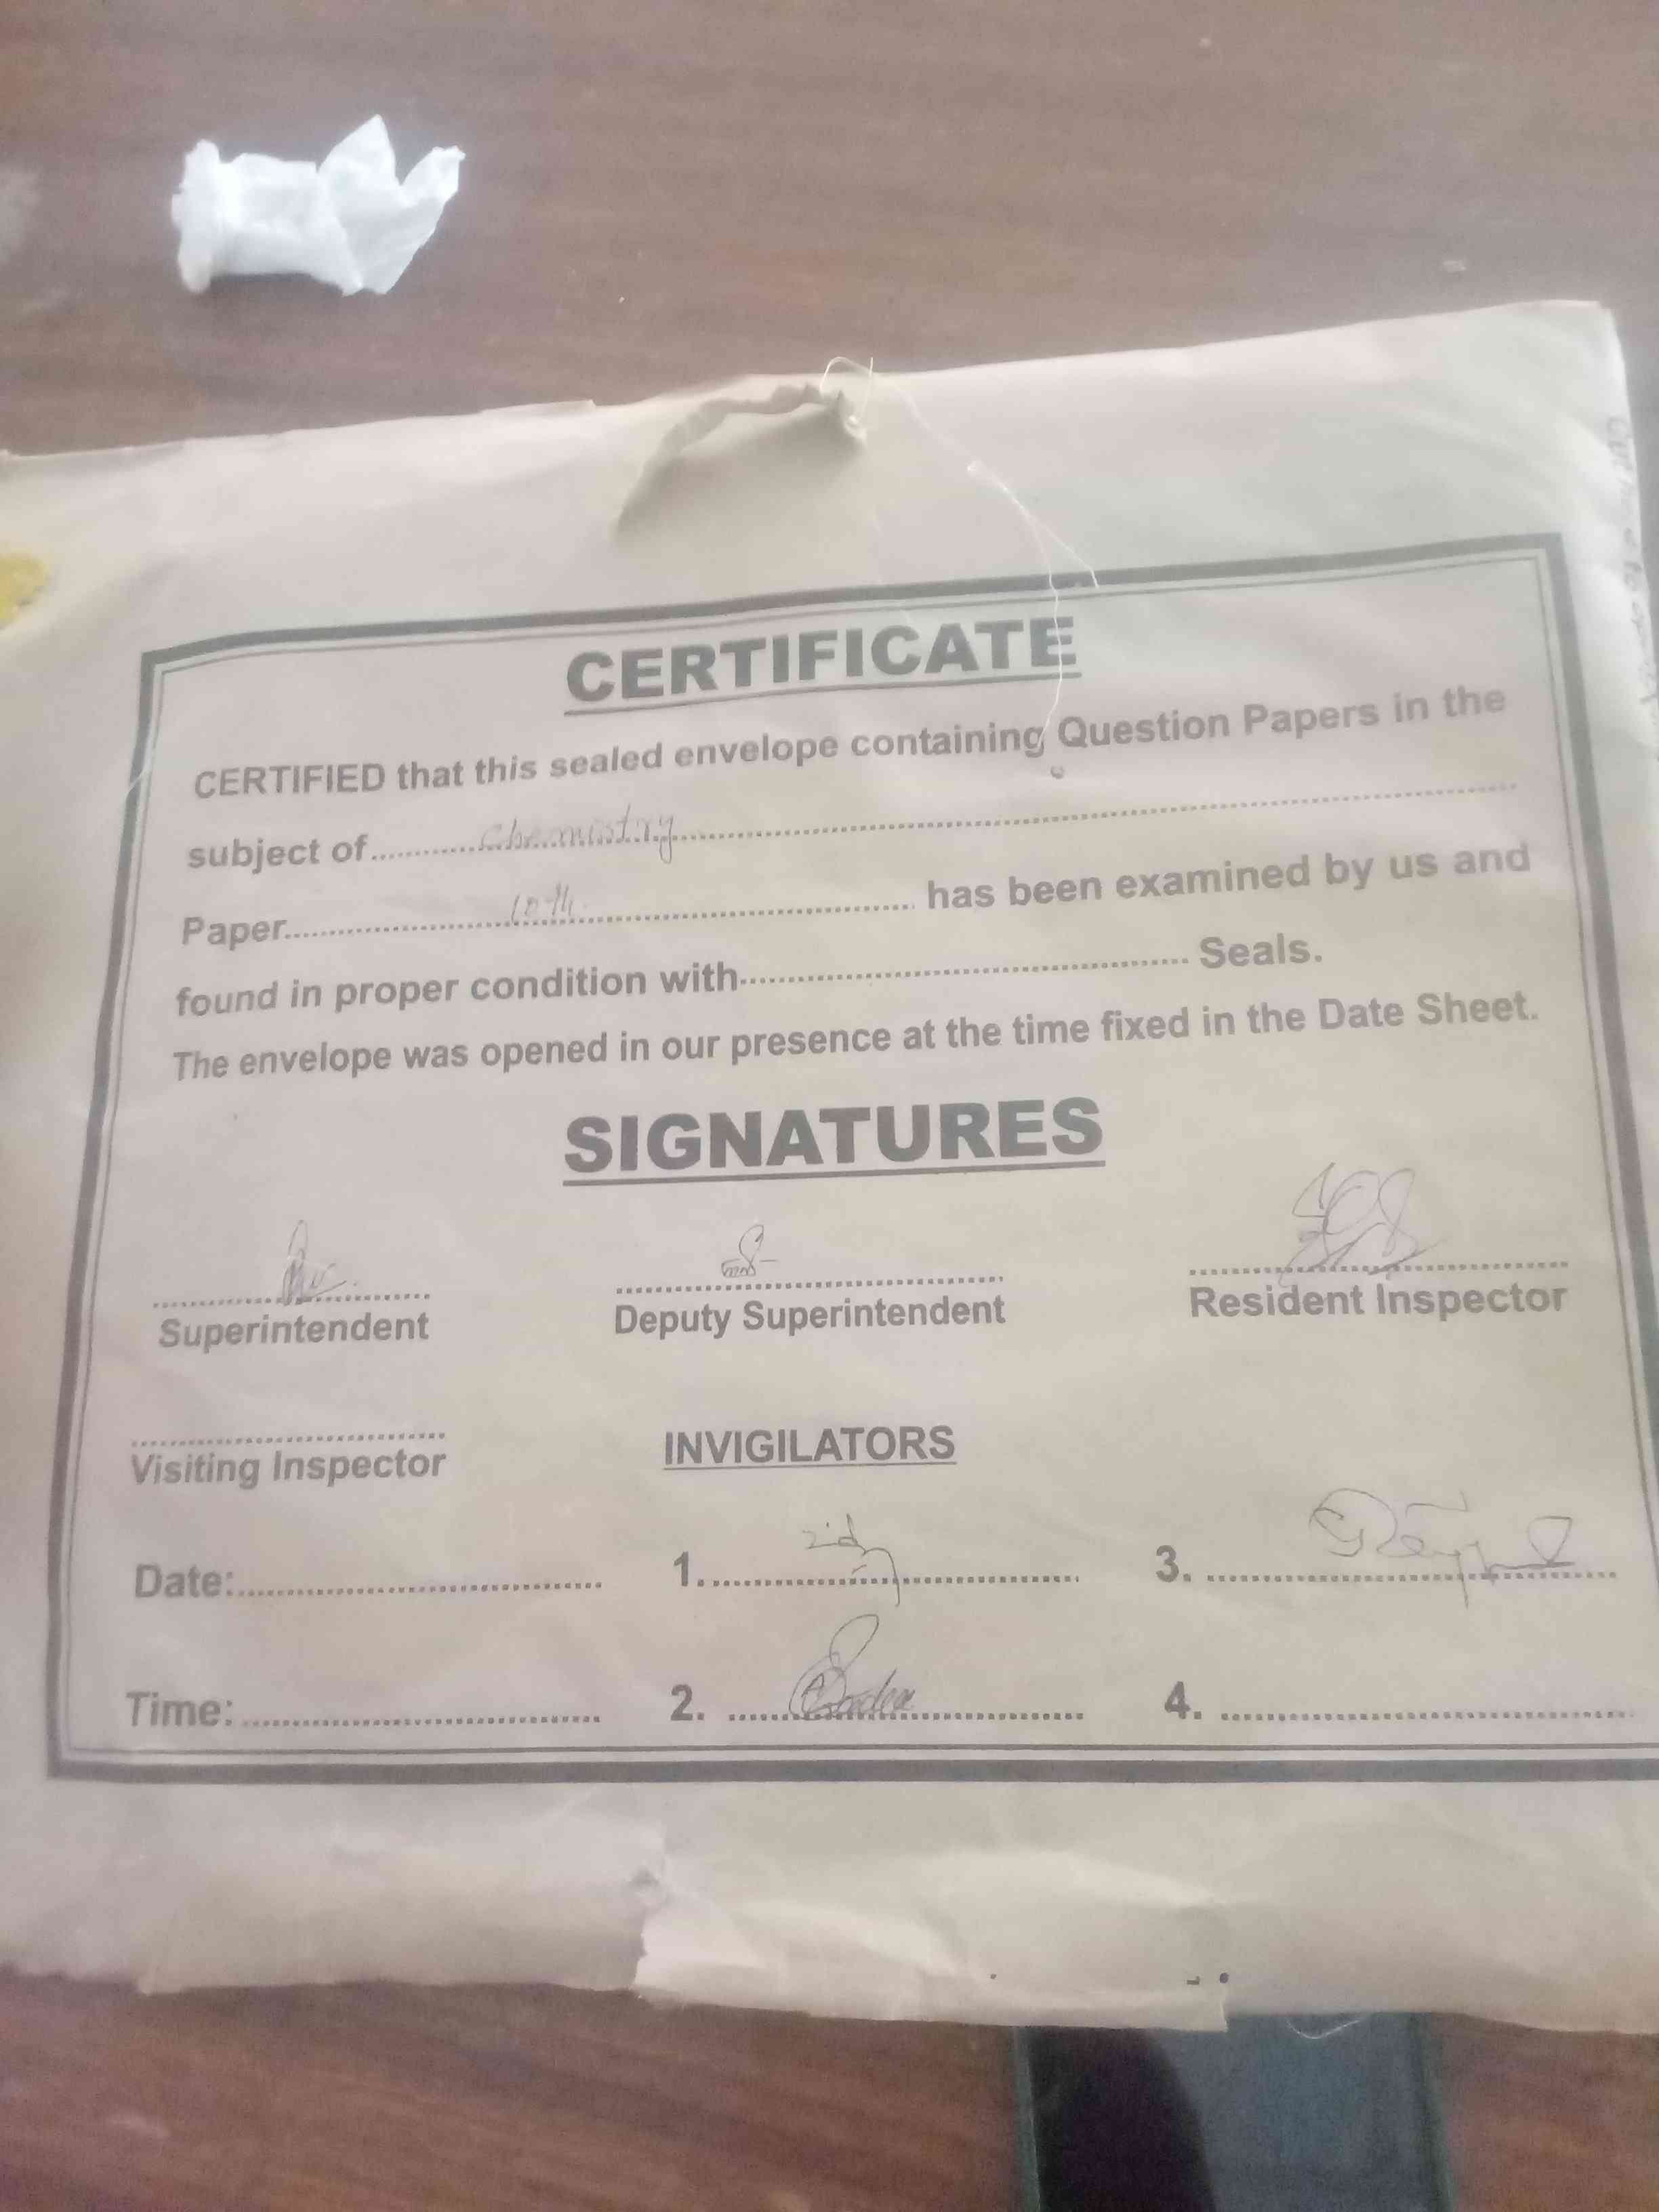 CERTIFICATE
CERTIFIED that this sealed envelope containing Question Papers in the
subject of.............Chemistry..........................................................................
Paper.......................10th................................... has been examined by us and
found in proper condition with............................................. Seals.
The envelope was opened in our presence at the time fixed in the Date Sheet.
SIGNATURES
Superintendent Deputy Superintendent Resident Inspector
Visiting Inspector INVIGILATORS
Date:...................................... 1........................................ 3. ..........................................
Time:..................................... 2. ...................................... 4. ..........................................